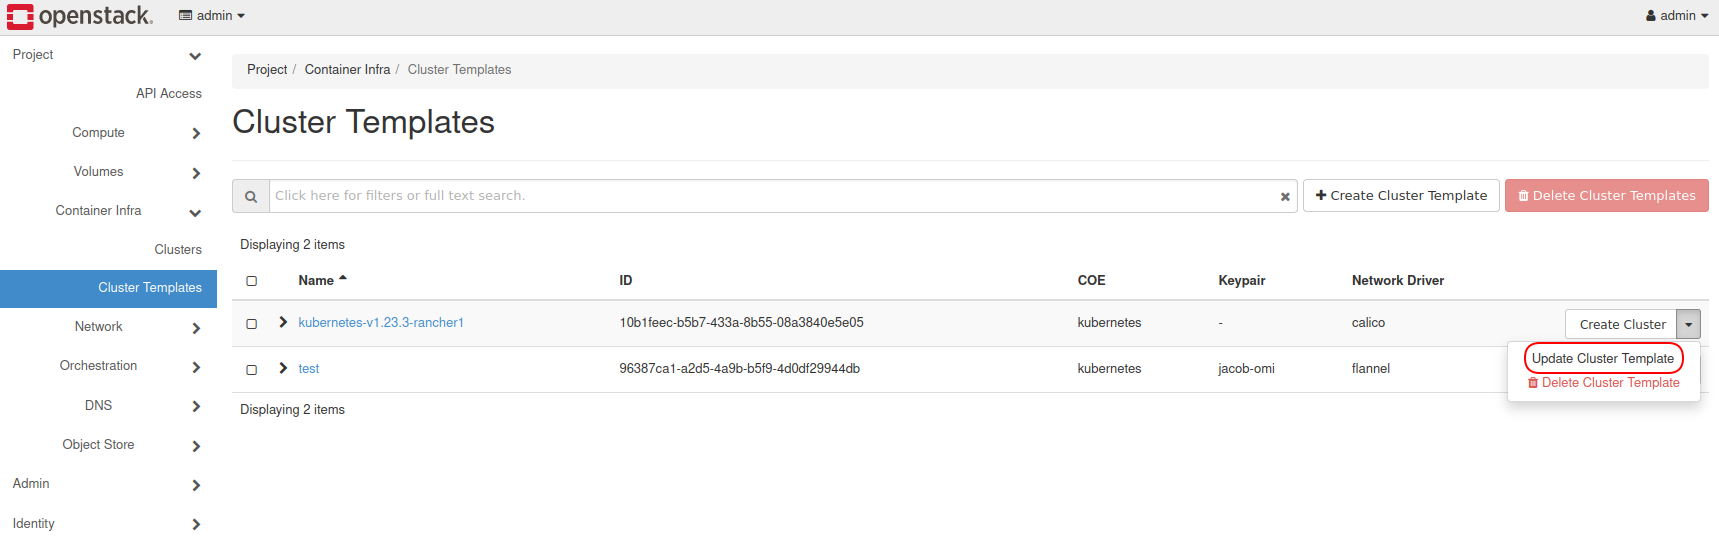 openstack. admin admin
Project
API Access
Compute
Volumes
Container Infra
Clusters
Cluster Templates
Network
Orchestration
DNS
Object Store
Admin
Identity
Project / Container Infra / Cluster Templates
Cluster Templates
Click here for filters or full text search. Create Cluster Template Delete Cluster Templates
Displaying 2 items
Name ID COE Keypair Network Driver
kubernetes-v1.23.3-rancher1 10b1feec-b5b7-433a-8b55-08a3840e5e05 kubernetes - calico Create Cluster
Update Cluster Template
test 96387ca1-a2d5-4a9b-b5f9-4d0df29944db kubernetes jacob-omi flannel
Delete Cluster Template
Displaying 2 items